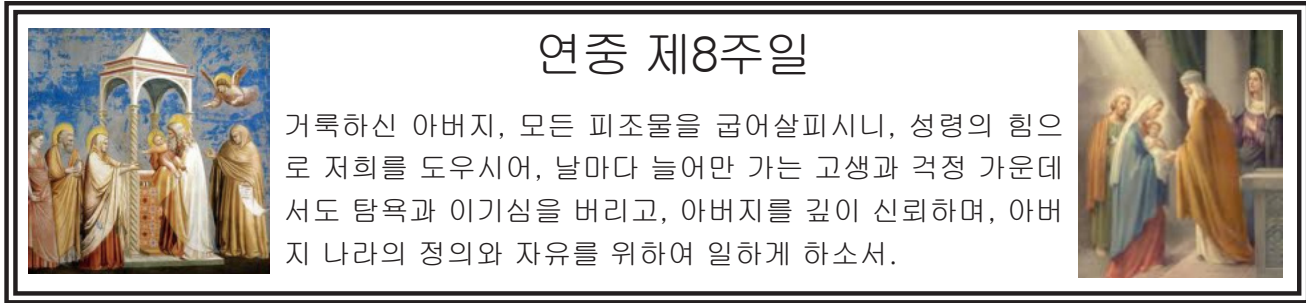 연중 제8주일
거룩하신 아버지, 모든 피조물을 굽어살피시니, 성령의 힘으
로 저희를 도우시어, 날마다 늘어만 가는 고생과 걱정 가운데
서도 탐욕과 이기심을 버리고, 아버지를 깊이 신뢰하며, 아버
지 나라의 정의와 자유를 위하여 일하게 하소서.